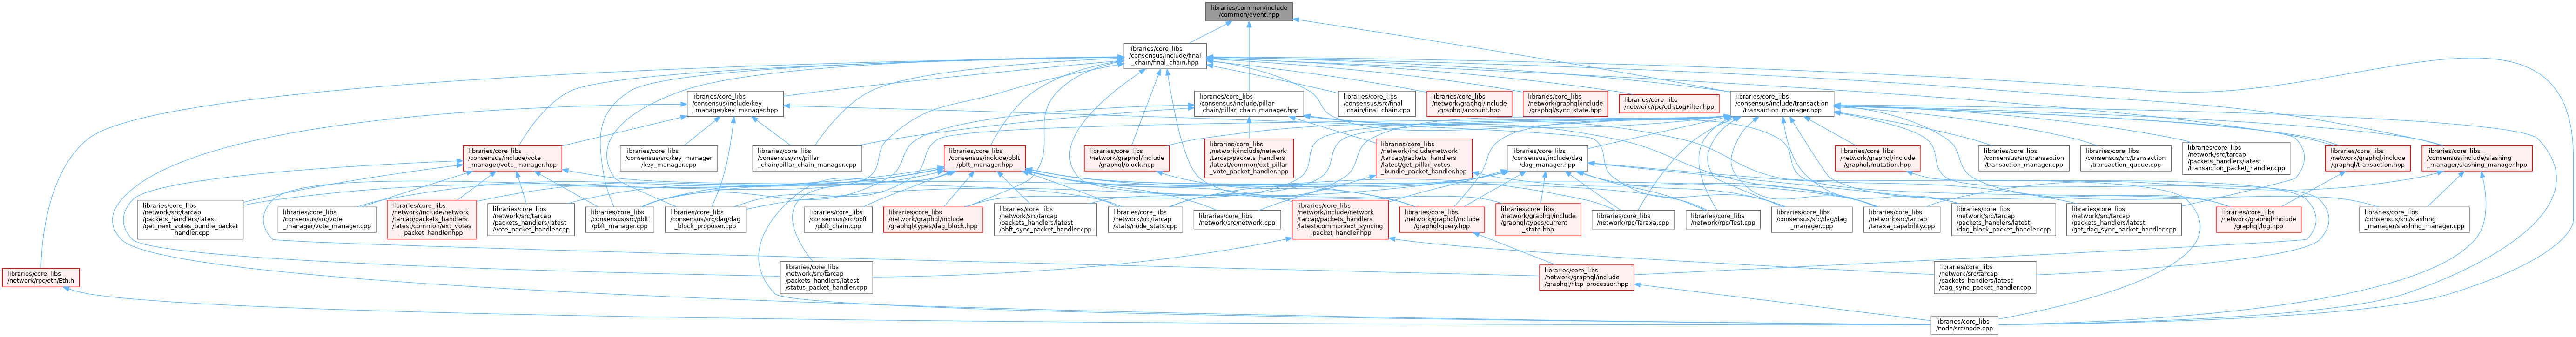 libraries/common/include
/common/event.hpp
libraries/core_libs
/consensus/include/final
_chain/final_chain.hpp
libraries/core_libs
/consensus/include/key
_manager/key_manager.hpp
libraries/core_libs
/consensus/include/pillar
_chain/pillar_chain_manager.hpp
libraries/core_libs
/consensus/src/final
_chain/final_chain.cpp
libraries/core_libs
/network/graphql/include
/graphql/account.hpp
libraries/core_libs
/network/graphql/include
/graphql/sync_state.hpp
libraries/core_libs
/network/rpc/eth/LogFilter.hpp
libraries/core_libs
/consensus/include/transaction
/transaction_manager.hpp
libraries/core_libs
/consensus/include/vote
_manager/vote_manager.hpp
libraries/core_libs
/consensus/src/key_manager
/key_manager.cpp
libraries/core_libs
/consensus/src/pillar
_chain/pillar_chain_manager.cpp
libraries/core_libs
/consensus/include/pbft
/pbft_manager.hpp
libraries/core_libs
/network/graphql/include
/graphql/block.hpp
libraries/core_libs
/network/include/network
/tarcap/packets_handlers
/latest/common/ext_pillar
_vote_packet_handler.hpp
libraries/core_libs
/network/include/network
/tarcap/packets_handlers
/latest/get_pillar_votes
_bundle_packet_handler.hpp
libraries/core_libs
/consensus/include/dag
/dag_manager.hpp
libraries/core_libs
/network/graphql/include
/graphql/mutation.hpp
libraries/core_libs
/consensus/src/transaction
/transaction_manager.cpp
libraries/core_libs
/consensus/src/transaction
/transaction_queue.cpp
libraries/core_libs
/network/src/tarcap
/packets_handlers/latest
/transaction_packet_handler.cpp
libraries/core_libs
/network/graphql/include
/graphql/transaction.hpp
libraries/core_libs
/consensus/include/slashing
_manager/slashing_manager.hpp
libraries/core_libs
/network/src/tarcap
/packets_handlers/latest
/get_next_votes_bundle_packet
_handler.cpp
libraries/core_libs
/consensus/src/vote
_manager/vote_manager.cpp
libraries/core_libs
/network/include/network
/tarcap/packets_handlers
/latest/common/ext_votes
_packet_handler.hpp
libraries/core_libs
/network/src/tarcap
/packets_handlers/latest
/vote_packet_handler.cpp
libraries/core_libs
/consensus/src/pbft
/pbft_manager.cpp
libraries/core_libs
/consensus/src/dag/dag
_block_proposer.cpp
libraries/core_libs
/consensus/src/pbft
/pbft_chain.cpp
libraries/core_libs
/network/graphql/include
/graphql/types/dag_block.hpp
libraries/core_libs
/network/src/tarcap
/packets_handlers/latest
/pbft_sync_packet_handler.cpp
libraries/core_libs
/network/src/tarcap
/stats/node_stats.cpp
libraries/core_libs
/network/src/network.cpp
libraries/core_libs
/network/include/network
/tarcap/packets_handlers
/latest/common/ext_syncing
_packet_handler.hpp
libraries/core_libs
/network/graphql/include
/graphql/query.hpp
libraries/core_libs
/network/graphql/include
/graphql/types/current
_state.hpp
libraries/core_libs
/network/rpc/Taraxa.cpp
libraries/core_libs
/network/rpc/Test.cpp
libraries/core_libs
/consensus/src/dag/dag
_manager.cpp
libraries/core_libs
/network/src/tarcap
/taraxa_capability.cpp
libraries/core_libs
/network/src/tarcap
/packets_handlers/latest
/dag_block_packet_handler.cpp
libraries/core_libs
/network/src/tarcap
/packets_handlers/latest
/get_dag_sync_packet_handler.cpp
libraries/core_libs
/network/graphql/include
/graphql/log.hpp
libraries/core_libs
/consensus/src/slashing
_manager/slashing_manager.cpp
libraries/core_libs
/network/rpc/eth/Eth.h
libraries/core_libs
/network/src/tarcap
/packets_handlers/latest
/status_packet_handler.cpp
libraries/core_libs
/network/graphql/include
/graphql/http_processor.hpp
libraries/core_libs
/network/src/tarcap
/packets_handlers/latest
/dag_sync_packet_handler.cpp
libraries/core_libs
/node/src/node.cpp